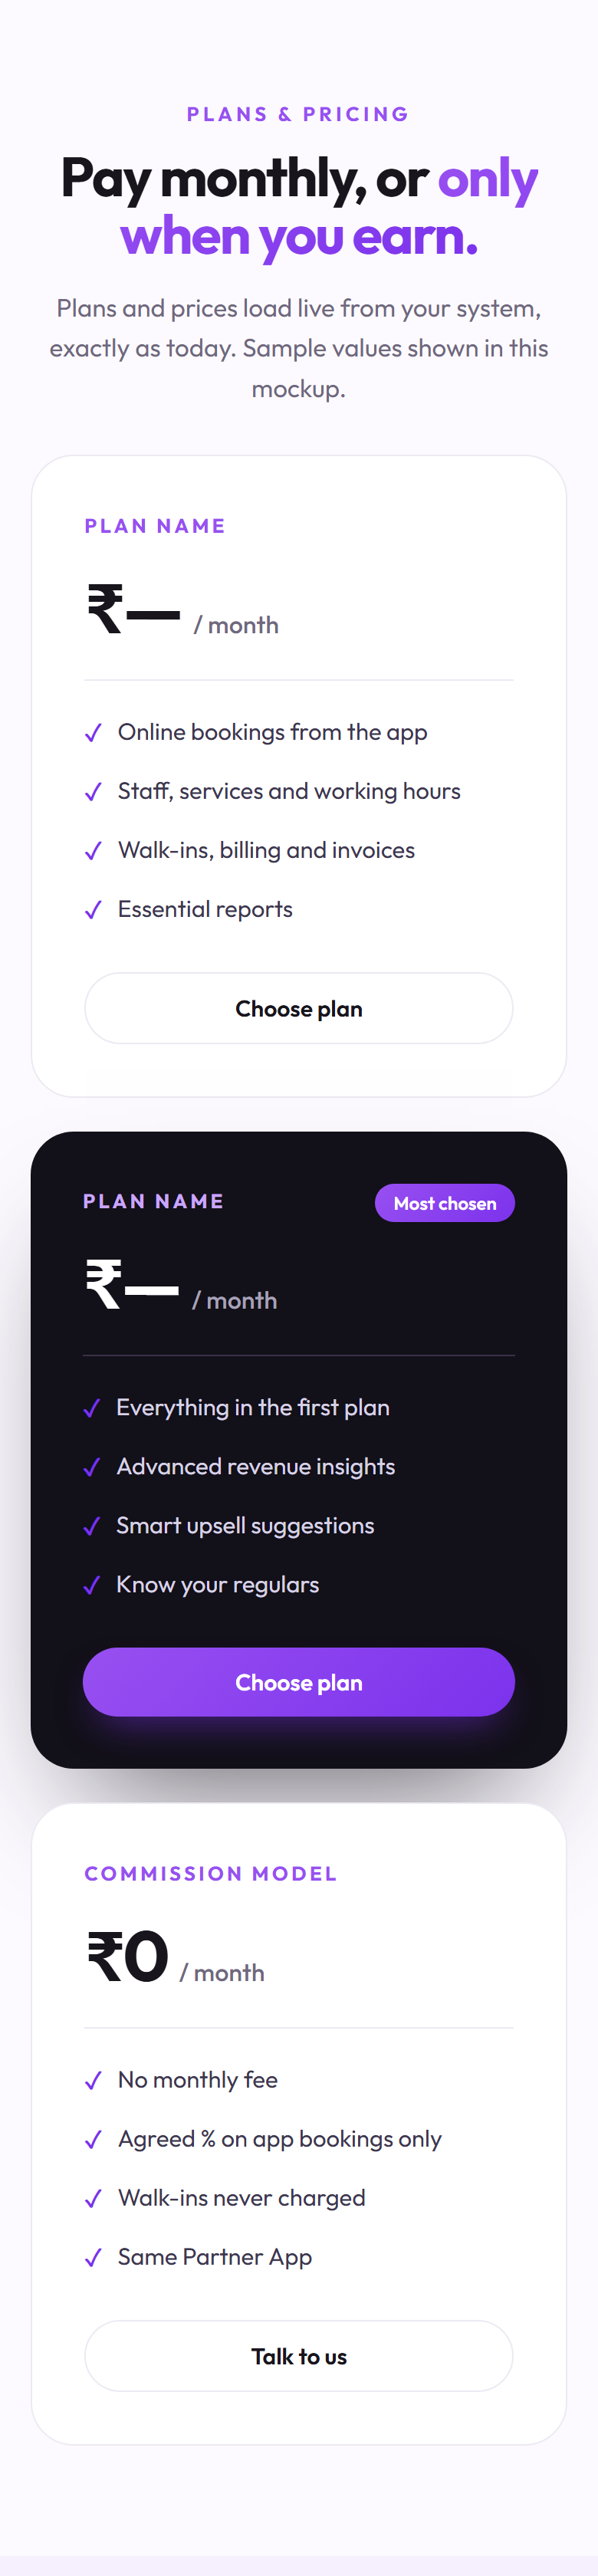 PLANS & PRICING
Pay monthly, or only
when you earn.
Plans and prices load live from your system,
exactly as today. Sample values shown in this
mockup.
PLAN NAME
₹— / month
✓ Online bookings from the app
✓ Staff, services and working hours
✓ Walk-ins, billing and invoices
✓ Essential reports
Choose plan
PLAN NAME
Most chosen
₹— / month
✓ Everything in the first plan
✓ Advanced revenue insights
✓ Smart upsell suggestions
✓ Know your regulars
Choose plan
COMMISSION MODEL
₹0 / month
✓ No monthly fee
✓ Agreed % on app bookings only
✓ Walk-ins never charged
✓ Same Partner App
Talk to us